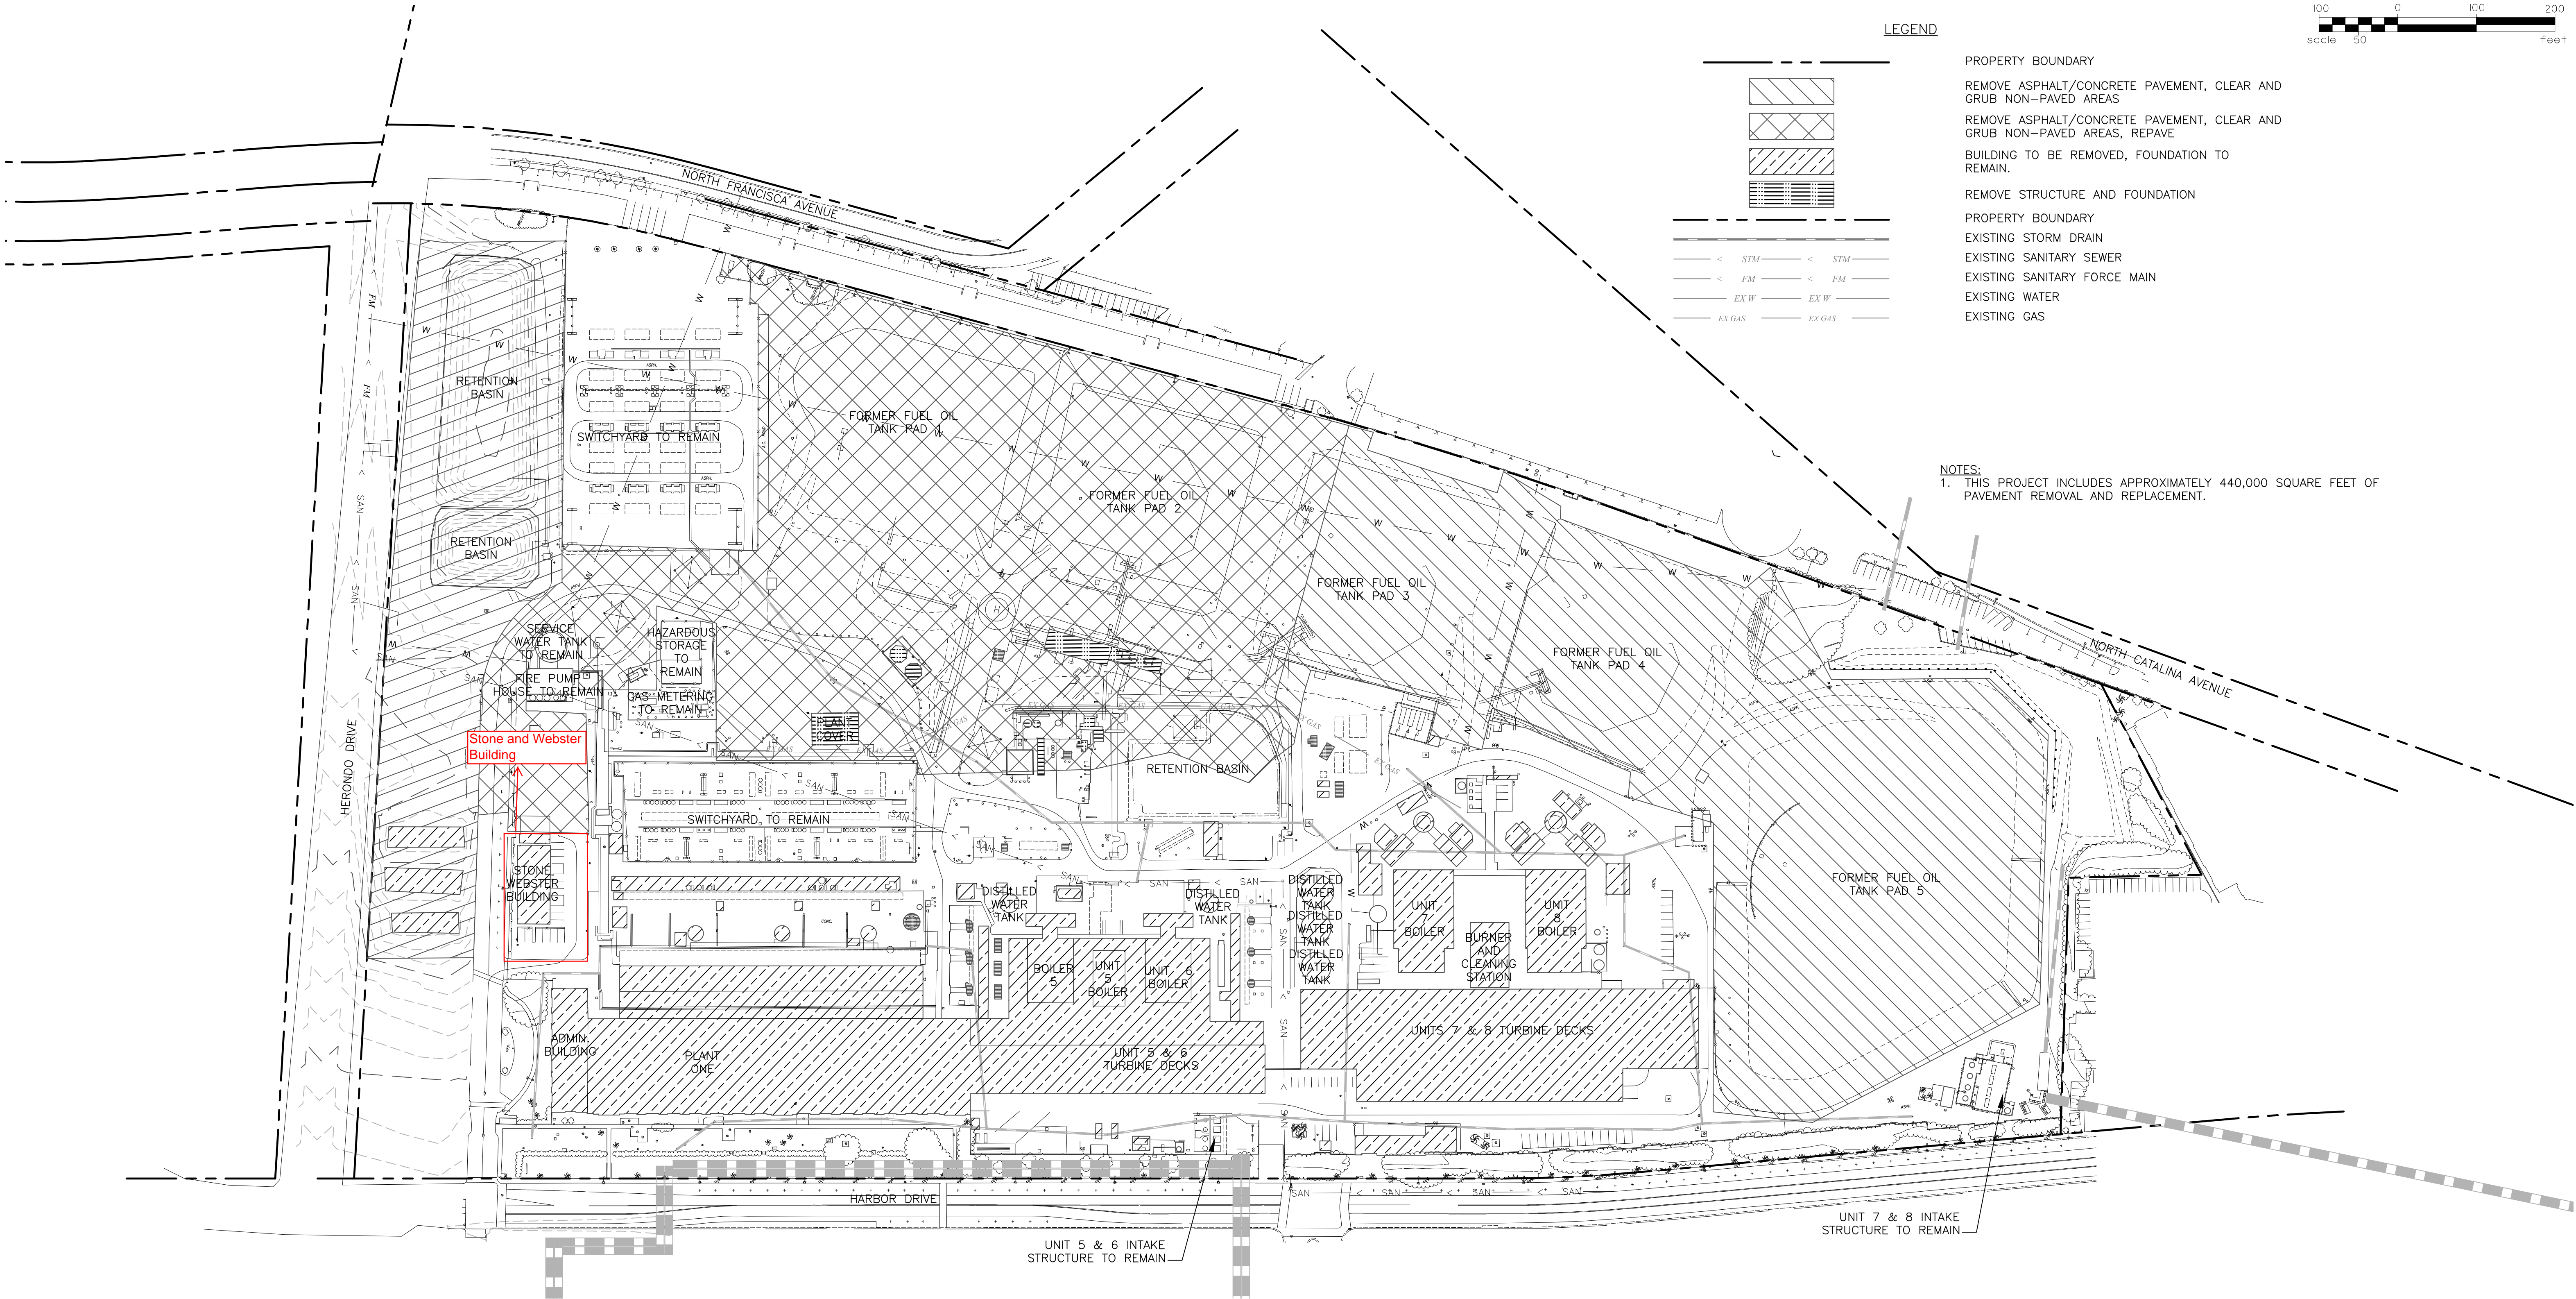 100 0 100 200
scale 50 feet
LEGEND
PROPERTY BOUNDARY
REMOVE ASPHALT/CONCRETE PAVEMENT, CLEAR AND
GRUB NON-PAVED AREAS
REMOVE ASPHALT/CONCRETE PAVEMENT, CLEAR AND
GRUB NON-PAVED AREAS, REPAVE
BUILDING TO BE REMOVED, FOUNDATION TO
REMAIN.
REMOVE STRUCTURE AND FOUNDATION
PROPERTY BOUNDARY
EXISTING STORM DRAIN
< STM < STM
EXISTING SANITARY SEWER
< FM < FM
EXISTING SANITARY FORCE MAIN
EX W EX W
EXISTING WATER
EX GAS EX GAS
EXISTING GAS
NOTES:
1. THIS PROJECT INCLUDES APPROXIMATELY 440,000 SQUARE FEET OF
PAVEMENT REMOVAL AND REPLACEMENT.
NORTH FRANCISCA AVENUE
NORTH CATALINA AVENUE
HERONDO DRIVE
HARBOR DRIVE
RETENTION
BASIN
RETENTION
BASIN
SWITCHYARD TO REMAIN
FORMER FUEL OIL
TANK PAD 1
FORMER FUEL OIL
TANK PAD 2
FORMER FUEL OIL
TANK PAD 3
FORMER FUEL OIL
TANK PAD 4
FORMER FUEL OIL
TANK PAD 5
SERVICE
WATER TANK
TO REMAIN
FIRE PUMP
HOUSE TO REMAIN
HAZARDOUS
STORAGE
TO
REMAIN
GAS METERING
TO REMAIN
PLANT
COVER
Stone and Webster
Building
RETENTION BASIN
SWITCHYARD TO REMAIN
STONE
WEBSTER
BUILDING
DISTILLED
WATER
TANK
DISTILLED
WATER
TANK
DISTILLED
WATER
TANK
DISTILLED
WATER
TANK
DISTILLED
WATER
TANK
BOILER
5
UNIT
5
BOILER
UNIT 6
BOILER
UNIT
7
BOILER
BURNER
AND
CLEANING
STATION
UNIT
8
BOILER
ADMIN.
BUILDING
PLANT
ONE
UNIT 5 & 6
TURBINE DECKS
UNITS 7 & 8 TURBINE DECKS
UNIT 5 & 6 INTAKE
STRUCTURE TO REMAIN
UNIT 7 & 8 INTAKE
STRUCTURE TO REMAIN